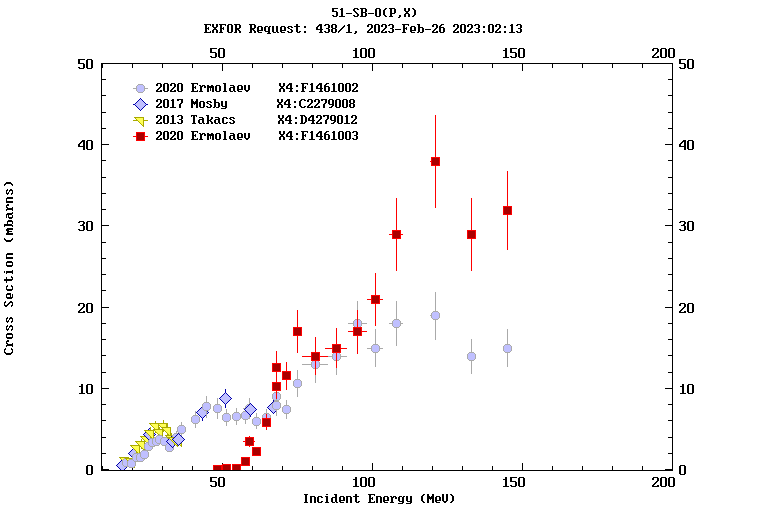 51-SB-0(P,X)
EXFOR Request: 438/1, 2023-Feb-26 2023:02:13
50 100 150 200
50 50
2020 Ermolaev X4:F1461002
2017 Mosby X4:C2279008
2013 Takacs X4:D4279012
2020 Ermolaev X4:F1461003
40 40
30 30
20 20
10 10
0 0
Cross Section (mbarns)
50 100 150 200
Incident Energy (MeV)